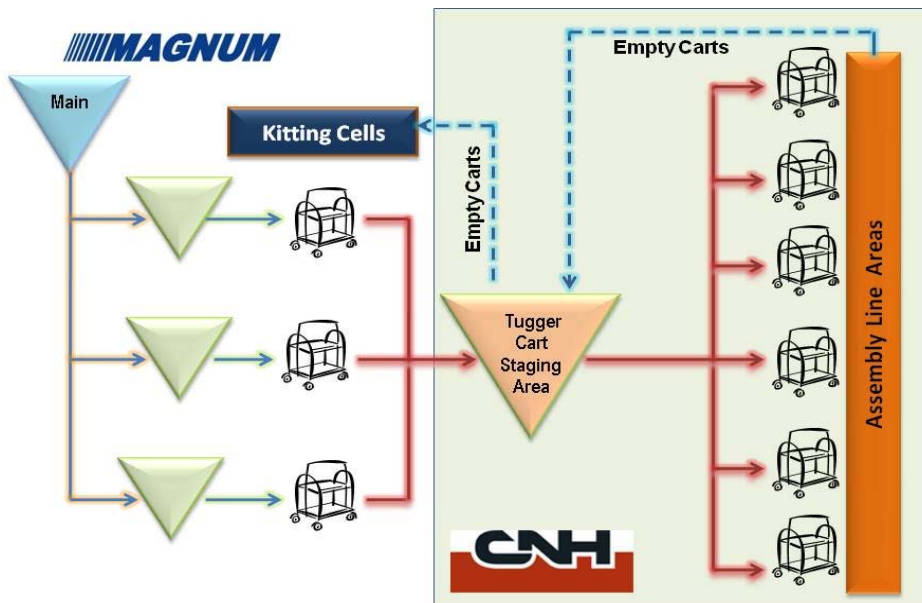 MAGNUM
Main
Kitting Cells
Empty Carts
Empty Carts
Tugger
Cart
Staging
Area
Assembly Line Areas
CNH